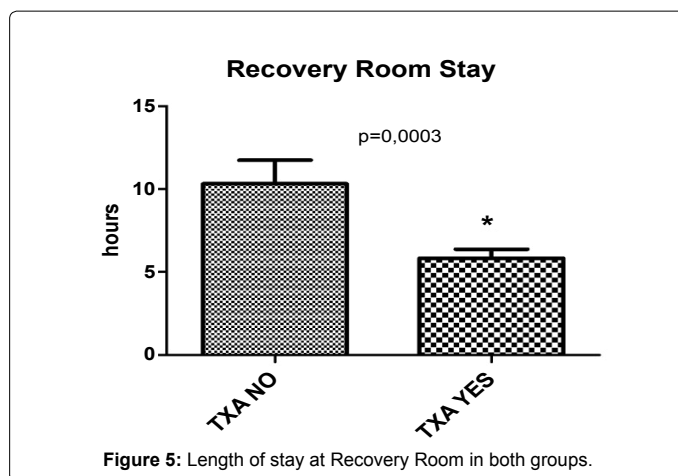 Recovery Room Stay
15
p=0,0003
10
hours
*
5
0
TXA NO
TXA YES
Figure 5: Length of stay at Recovery Room in both groups.